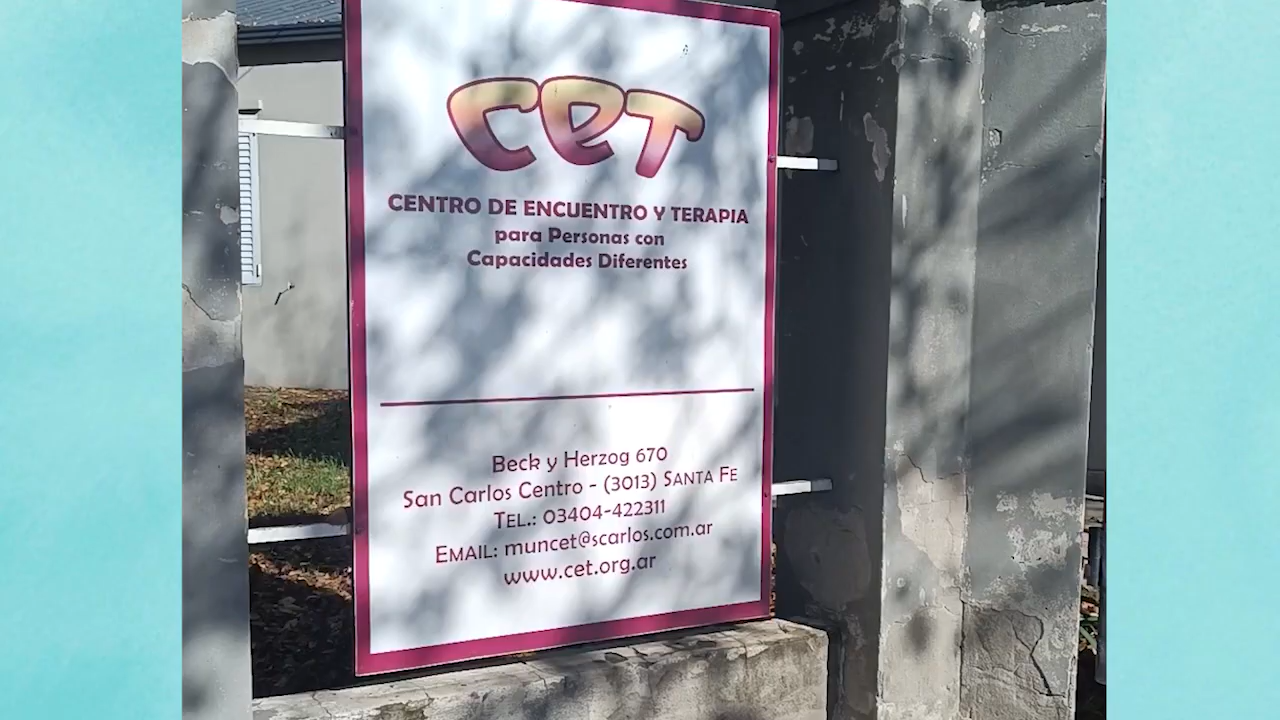 CET
CENTRO DE ENCUENTRO Y TERAPIA
para Personas con
Capacidades Diferentes
Beck y Herzog 670
San Carlos Centro - (3013) SANTA FE
TEL.: 03404-422311
EMAIL: muncet@scarlos.com.ar
www.cet.org.ar